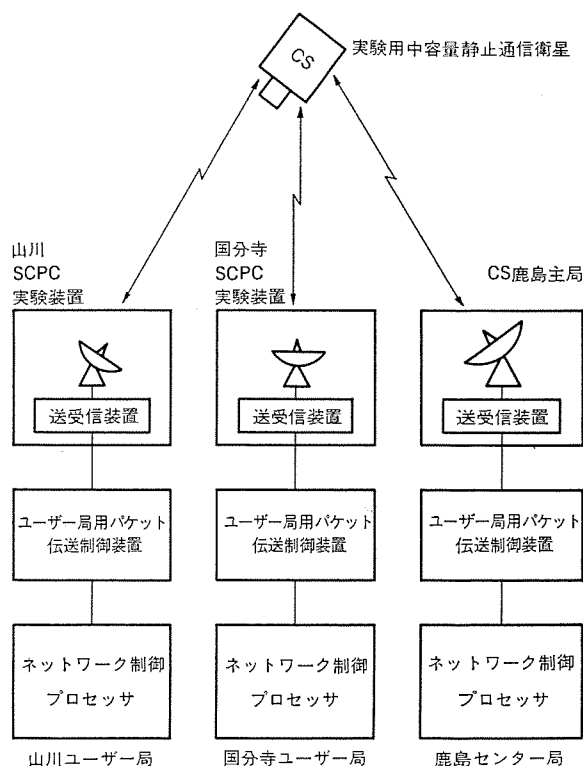 CS
実験用中容量静止通信衛星
山川
SCPC
実験装置
国分寺
SCPC
実験装置
CS鹿島主局
送受信装置
送受信装置
送受信装置
ユーザー局用パケット
伝送制御装置
ユーザー局用パケット
伝送制御装置
ユーザー局用パケット
伝送制御装置
ネットワーク制御
プロセッサ
ネットワーク制御
プロセッサ
ネットワーク制御
プロセッサ
山川ユーザー局
国分寺ユーザー局
鹿島センター局